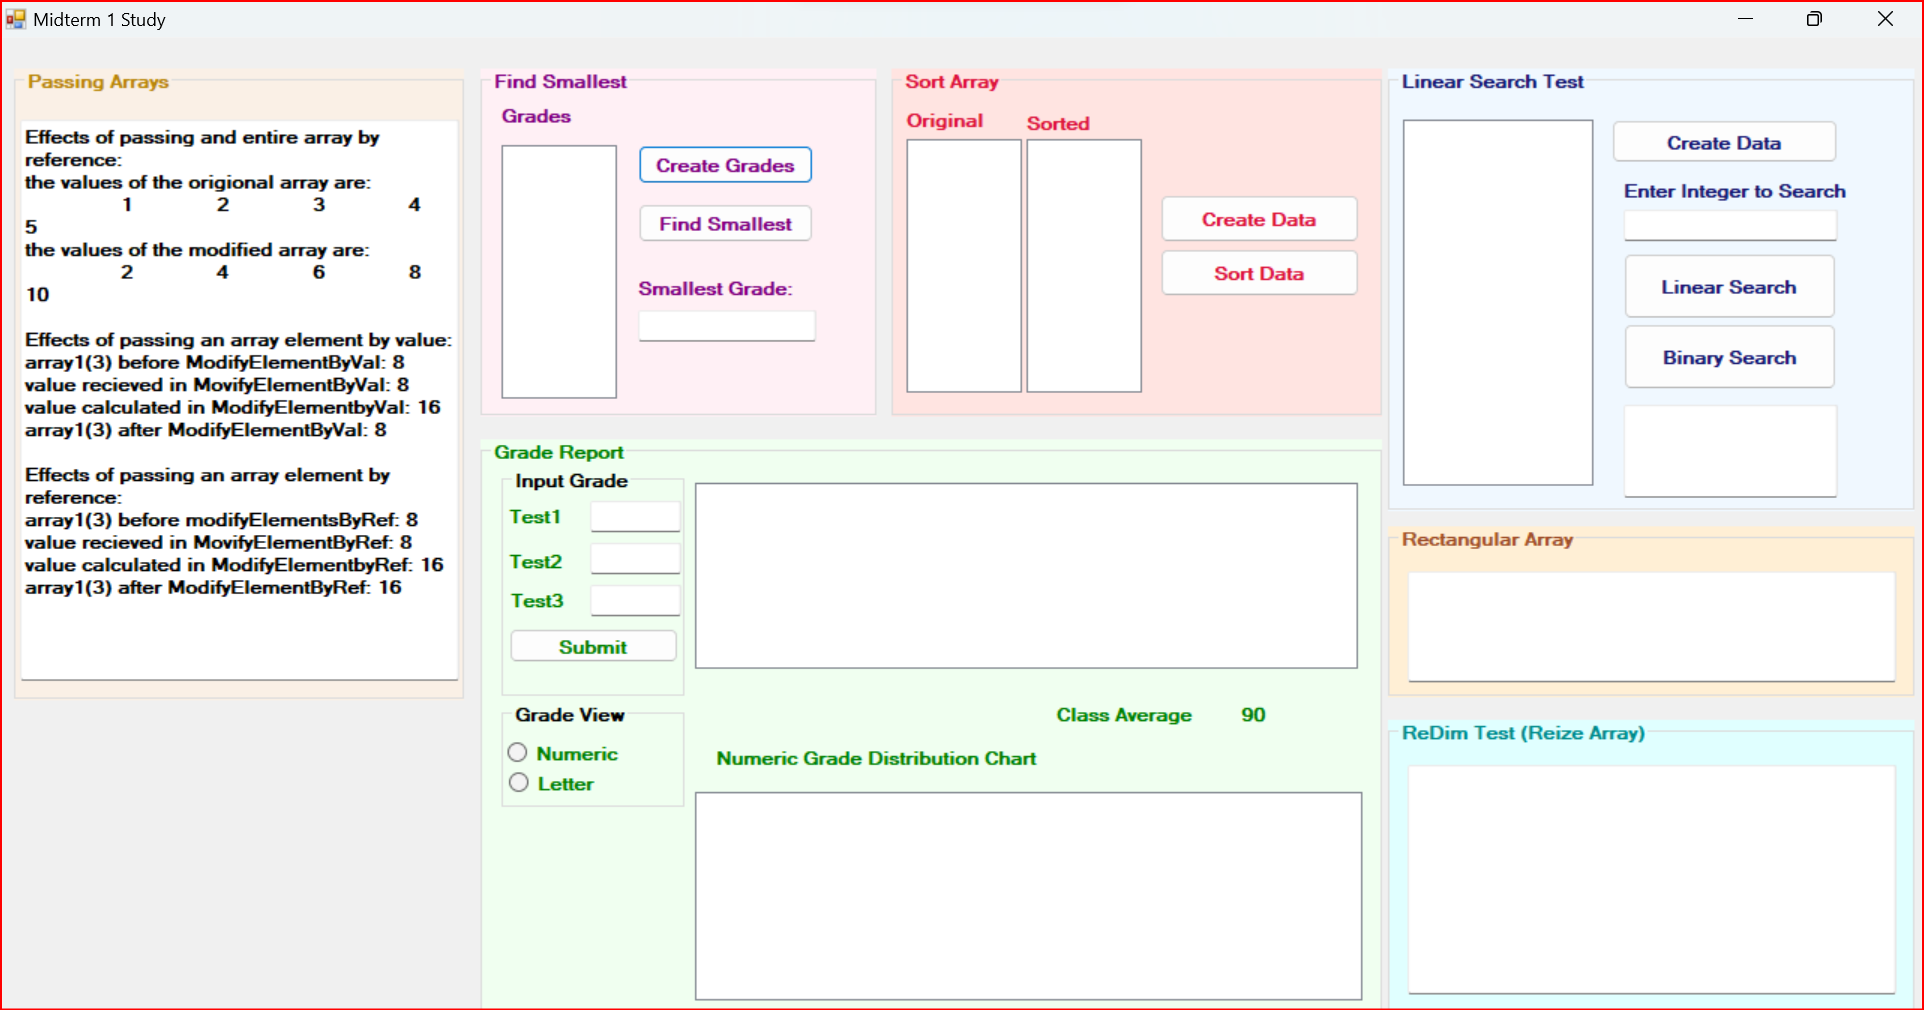 Midterm 1 Study
Passing Arrays
Effects of passing and entire array by
reference:
the values of the origional array are:
1 2 3 4
5
the values of the modified array are:
2 4 6 8
10
Effects of passing an array element by value:
array1(3) before ModifyElementByVal: 8
value recieved in MovifyElementByVal: 8
value calculated in ModifyElementbyVal: 16
array1(3) after ModifyElementByVal: 8
Effects of passing an array element by
reference:
array1(3) before modifyElementsByRef: 8
value recieved in MovifyElementByRef: 8
value calculated in ModifyElementbyRef: 16
array1(3) after ModifyElementByRef: 16
Find Smallest
Grades
Create Grades
Find Smallest
Smallest Grade:
Sort Array
Original Sorted
Create Data
Sort Data
Linear Search Test
Create Data
Enter Integer to Search
Linear Search
Binary Search
Grade Report
Input Grade
Test1
Test2
Test3
Submit
Grade View
Numeric
Letter
Class Average 90
Numeric Grade Distribution Chart
Rectangular Array
ReDim Test (Reize Array)